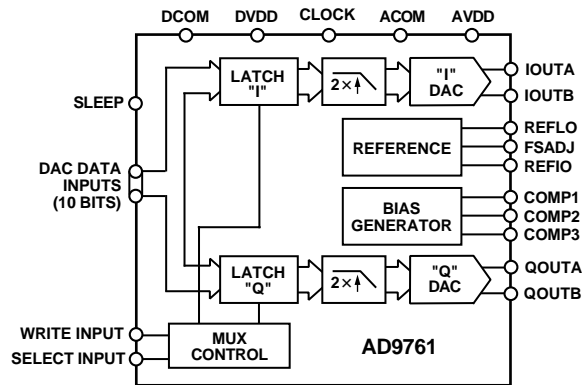 DCOM DVDD CLOCK ACOM AVDD
SLEEP
DAC DATA
INPUTS
(10 BITS)
WRITE INPUT
SELECT INPUT
LATCH
"I"
2×
"I"
DAC
REFERENCE
BIAS
GENERATOR
LATCH
"Q"
2×
"Q"
DAC
MUX
CONTROL
AD9761
IOUTA
IOUTB
REFLO
FSADJ
REFIO
COMP1
COMP2
COMP3
QOUTA
QOUTB